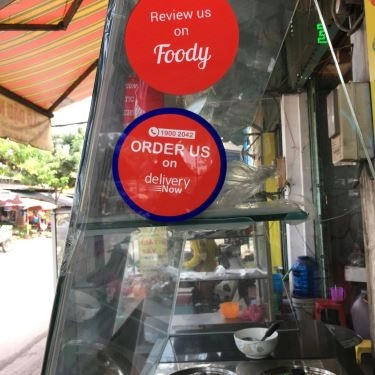 Review us
on
Foody
1900 2042
ORDER US
on
delivery
Now